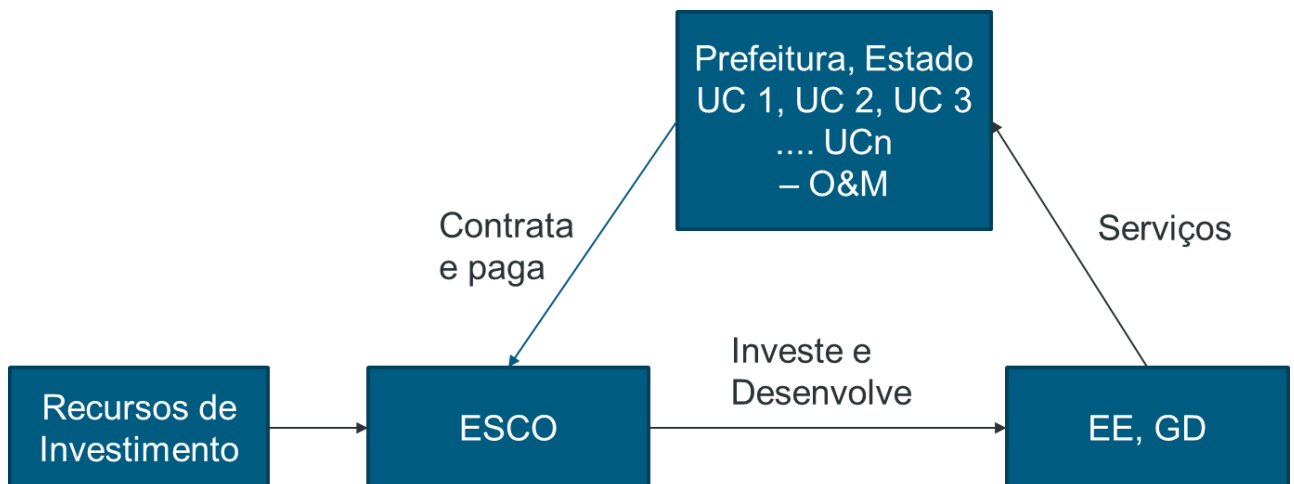 Prefeitura, Estado
UC 1, UC 2, UC 3
.... UCn
– O&M
Contrata
e paga
Serviços
Investe e
Desenvolve
Recursos de
Investimento
ESCO
EE, GD